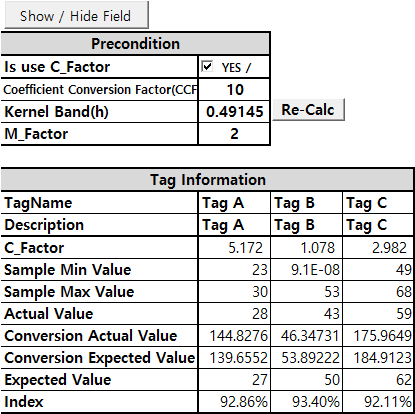 Show / Hide Field
Precondition
Is use C_Factor YES /
Coefficient Conversion Factor(CCF 10
Kernel Band(h) 0.49145 Re-Calc
M_Factor 2
Tag Information
TagName Tag A Tag B Tag C
Description Tag A Tag B Tag C
C_Factor 5.172 1.078 2.982
Sample Min Value 23 9.1E-08 49
Sample Max Value 30 53 68
Actual Value 28 43 59
Conversion Actual Value 144.8276 46.34731 175.9649
Conversion Expected Value 139.6552 53.89222 184.9123
Expected Value 27 50 62
Index 92.86% 93.40% 92.11%